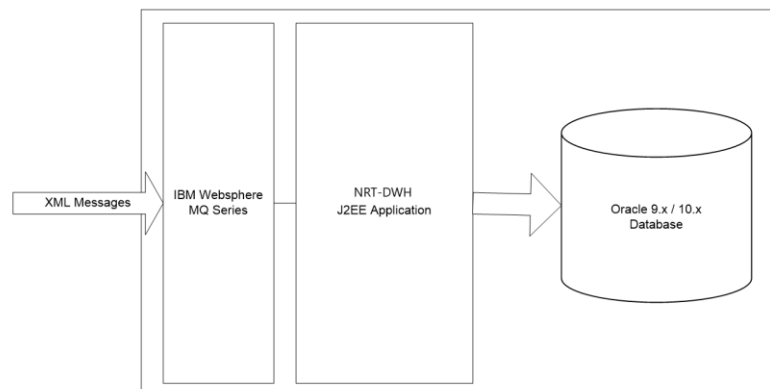 XML Messages
IBM Websphere
MQ Series
NRT-DWH
J2EE Application
Oracle 9.x / 10.x
Database